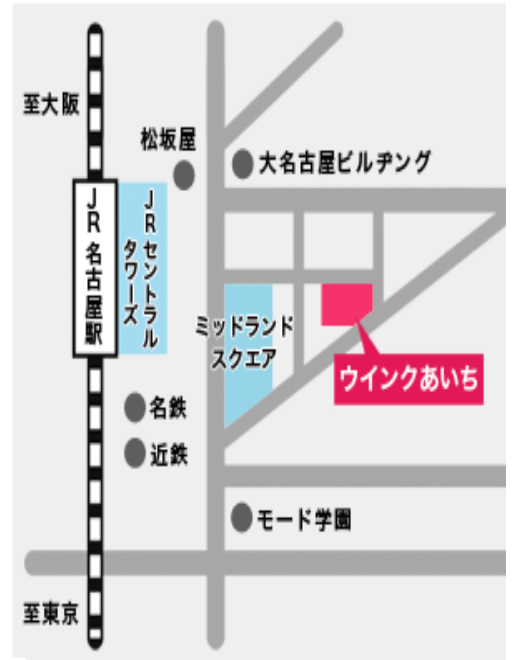 至大阪
松坂屋
大名古屋ビルヂング
JR名古屋駅
JRセントラル
タワーズ
ミッドランド
スクエア
ウインクあいち
名鉄
近鉄
モード学園
至東京